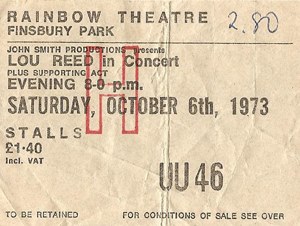 RAINBOW THEATRE
FINSBURY PARK
2.80
JOHN SMITH PRODUCTIONS presents
LOU REED in Concert
PLUS SUPPORTING ACT
EVENING 8-0 p.m.
SATURDAY, OCTOBER 6th, 1973
H
STALLS
£1·40
Incl. VAT
UU 46
TO BE RETAINED
FOR CONDITIONS OF SALE SEE OVER